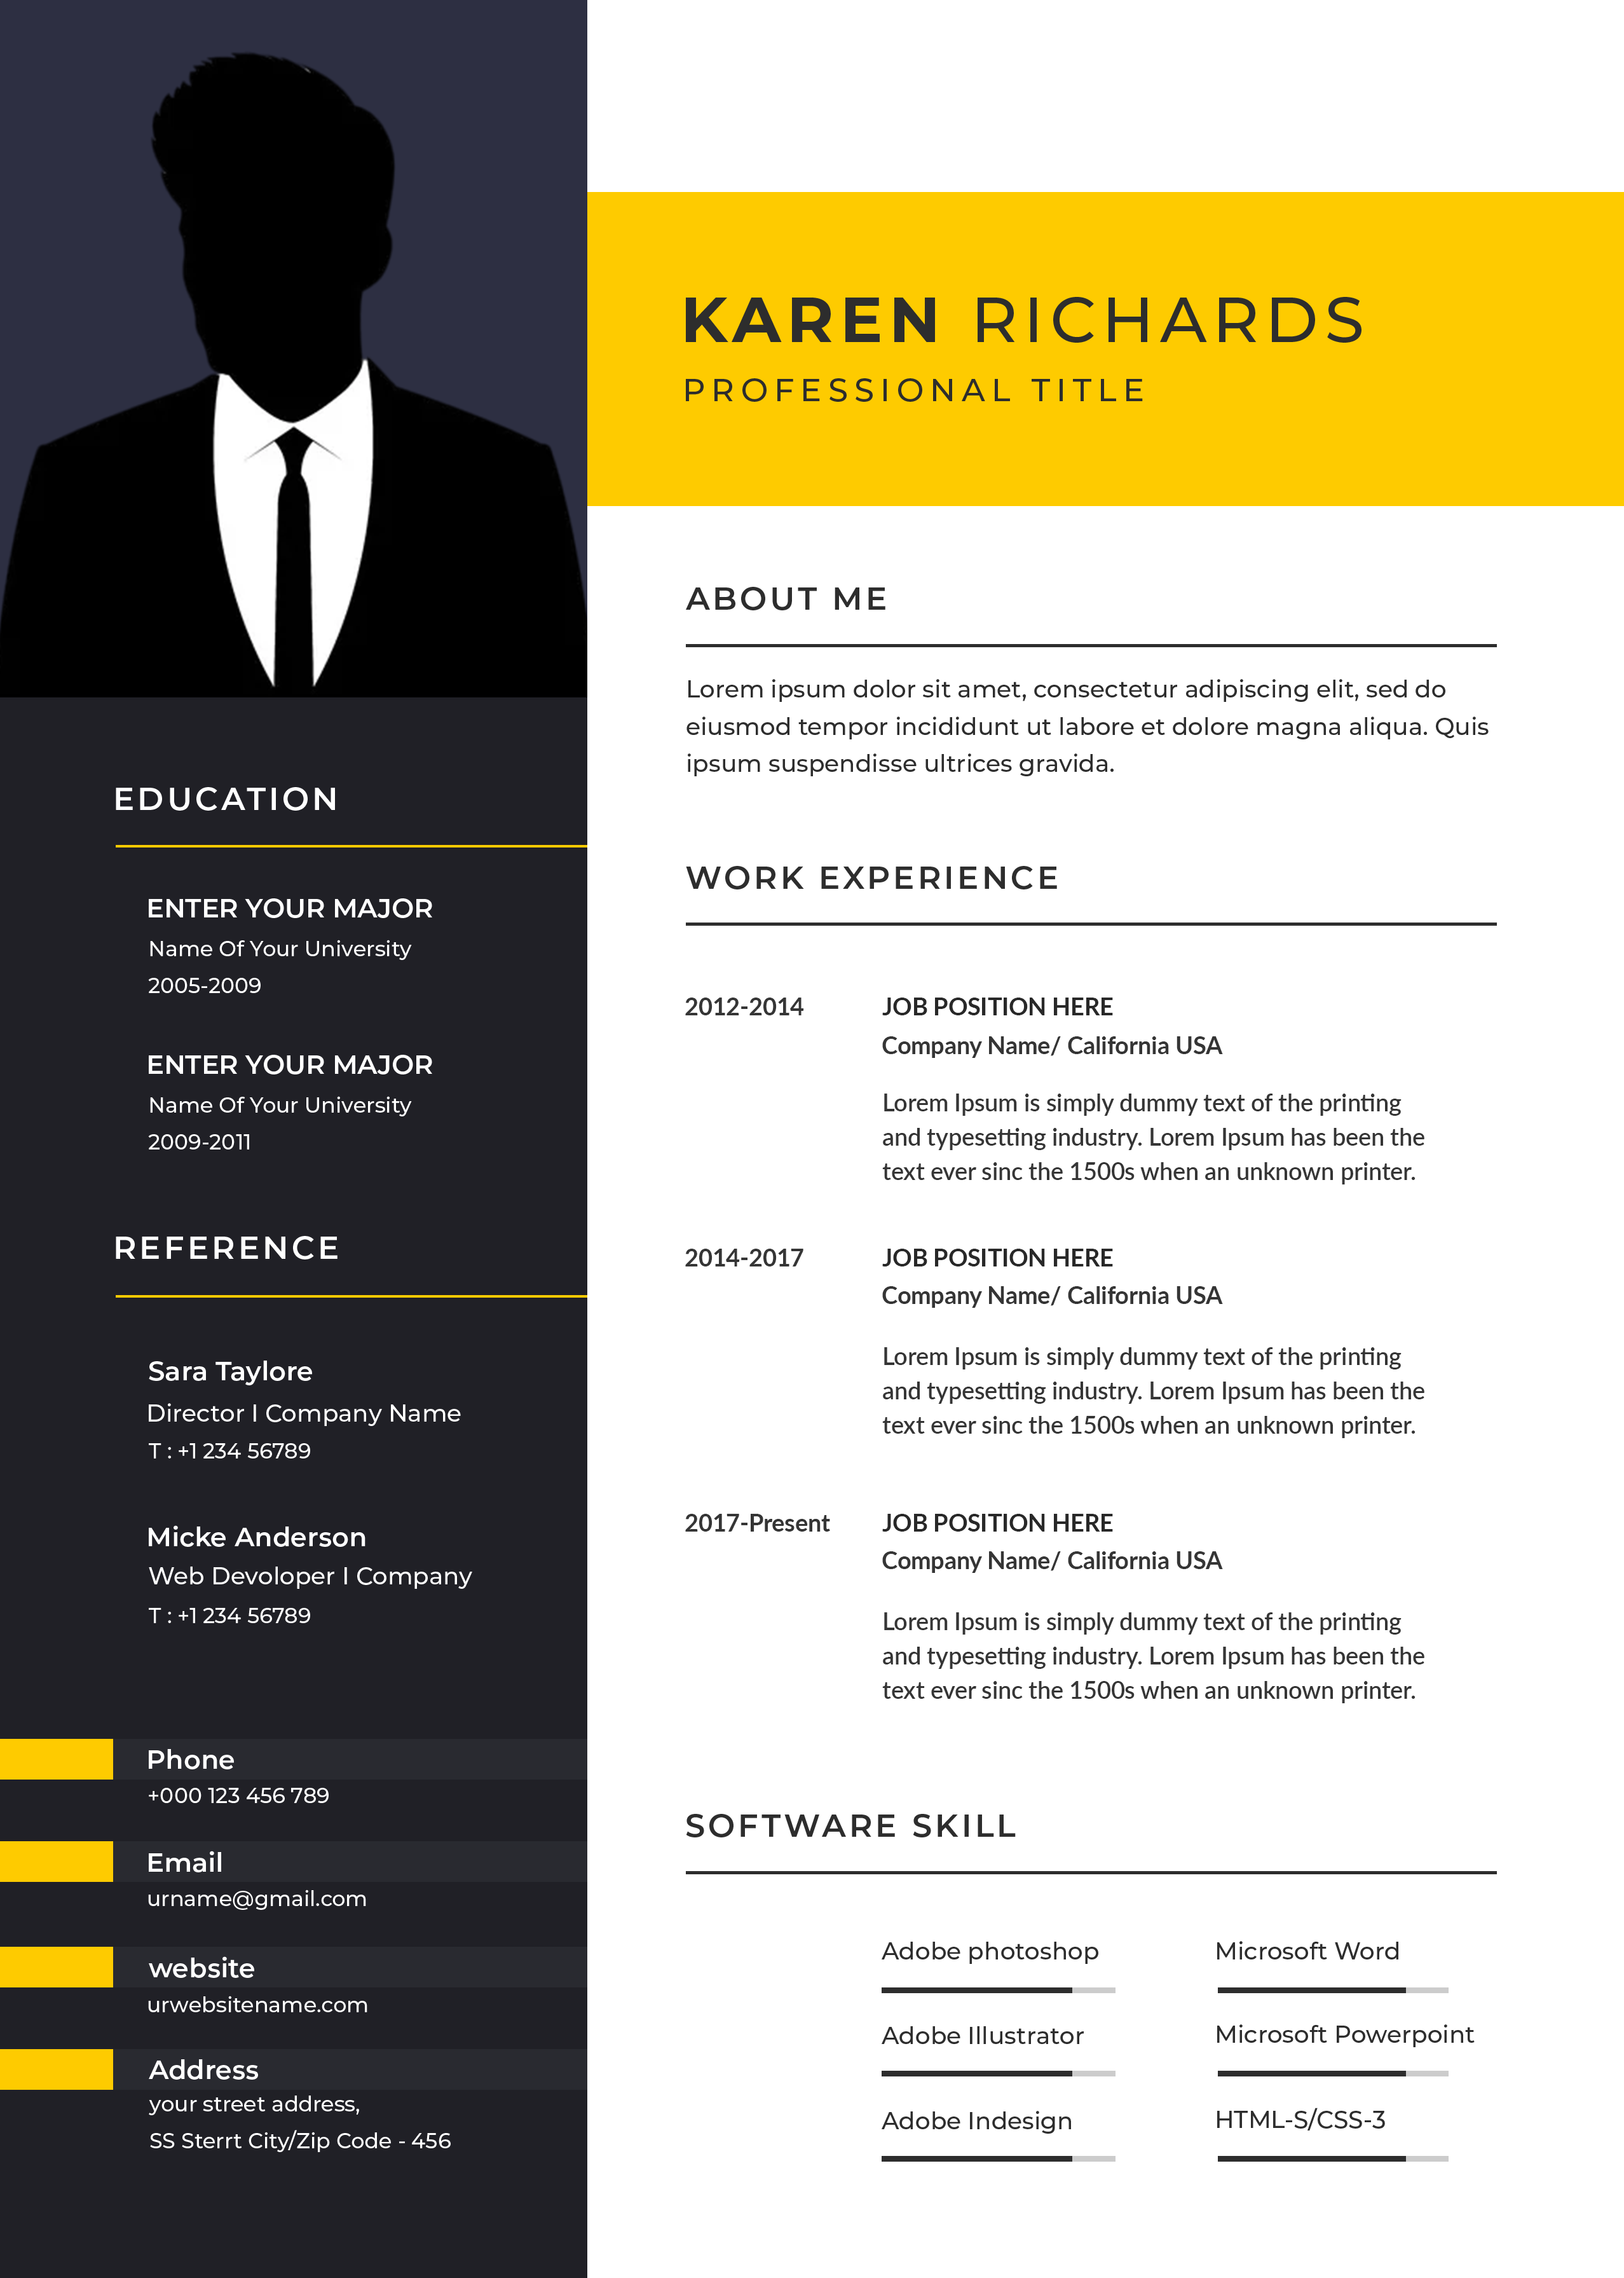 KAREN RICHARDS
PROFESSIONAL TITLE
ABOUT ME
Lorem ipsum dolor sit amet, consectetur adipiscing elit, sed do
eiusmod tempor incididunt ut labore et dolore magna aliqua. Quis
ipsum suspendisse ultrices gravida.
WORK EXPERIENCE
2012-2014
JOB POSITION HERE
Company Name/ California USA
Lorem Ipsum is simply dummy text of the printing
and typesetting industry. Lorem Ipsum has been the
text ever sinc the 1500s when an unknown printer.
2014-2017
JOB POSITION HERE
Company Name/ California USA
Lorem Ipsum is simply dummy text of the printing
and typesetting industry. Lorem Ipsum has been the
text ever sinc the 1500s when an unknown printer.
2017-Present
JOB POSITION HERE
Company Name/ California USA
Lorem Ipsum is simply dummy text of the printing
and typesetting industry. Lorem Ipsum has been the
text ever sinc the 1500s when an unknown printer.
SOFTWARE SKILL
Adobe photoshop
Microsoft Word
Adobe Illustrator
Microsoft Powerpoint
Adobe Indesign
HTML-S/CSS-3
EDUCATION
ENTER YOUR MAJOR
Name Of Your University
2005-2009
ENTER YOUR MAJOR
Name Of Your University
2009-2011
REFERENCE
Sara Taylore
Director I Company Name
T : +1 234 56789
Micke Anderson
Web Devoloper I Company
T : +1 234 56789
Phone
+000 123 456 789
Email
urname@gmail.com
website
urwebsitename.com
Address
your street address,
SS Sterrt City/Zip Code - 456